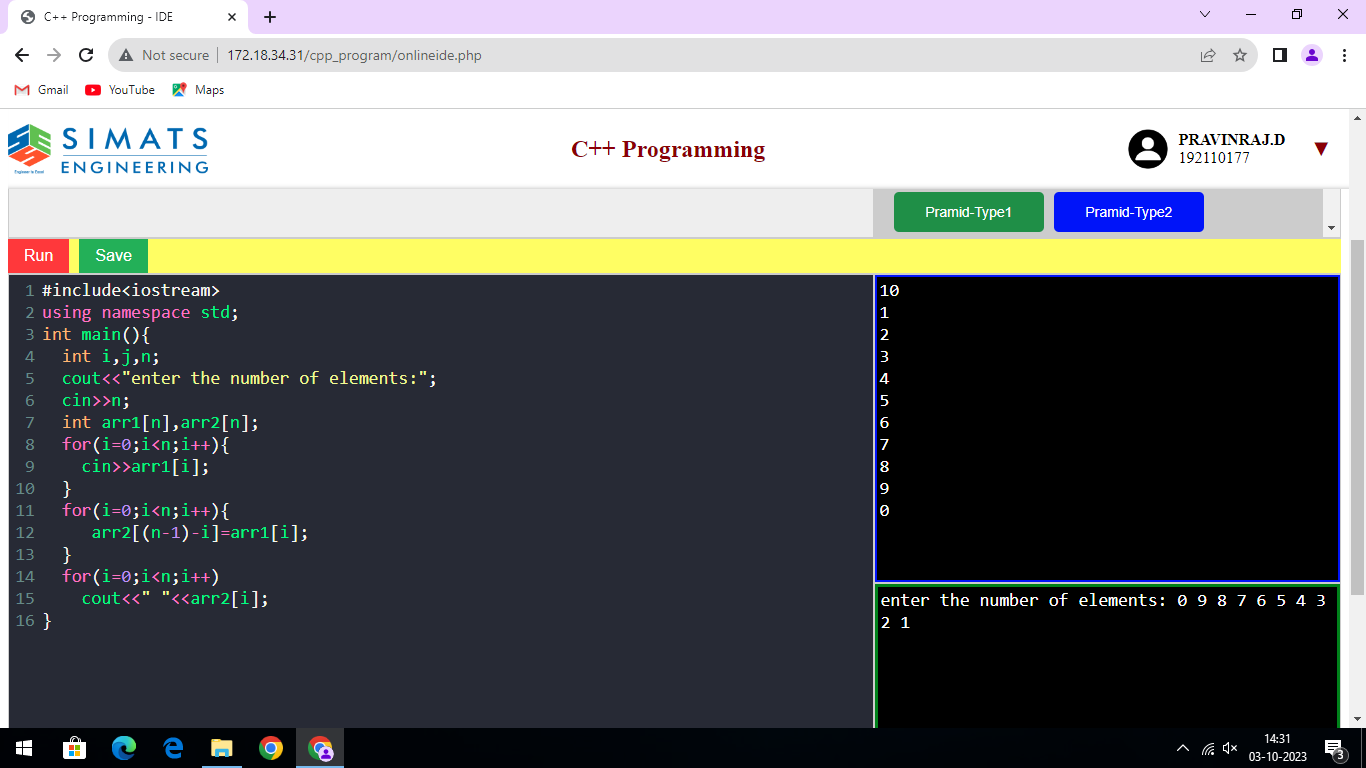 C++ Programming - IDE
Not secure
172.18.34.31/cpp_program/onlineide.php
Gmail
YouTube
Maps
SIMATS
ENGINEERING
Engineer to Excel
C++ Programming
PRAVINRAJ.D
192110177
Pramid-Type1
Pramid-Type2
Run
Save
1 #include<iostream>
2 using namespace std;
3 int main(){
4   int i,j,n;
5   cout<<"enter the number of elements:";
6   cin>>n;
7   int arr1[n],arr2[n];
8   for(i=0;i<n;i++){
9     cin>>arr1[i];
10   }
11   for(i=0;i<n;i++){
12      arr2[(n-1)-i]=arr1[i];
13   }
14   for(i=0;i<n;i++)
15     cout<<" "<<arr2[i];
16 }
10
1
2
3
4
5
6
7
8
9
0
enter the number of elements: 0 9 8 7 6 5 4 3
2 1
14:31
03-10-2023
3